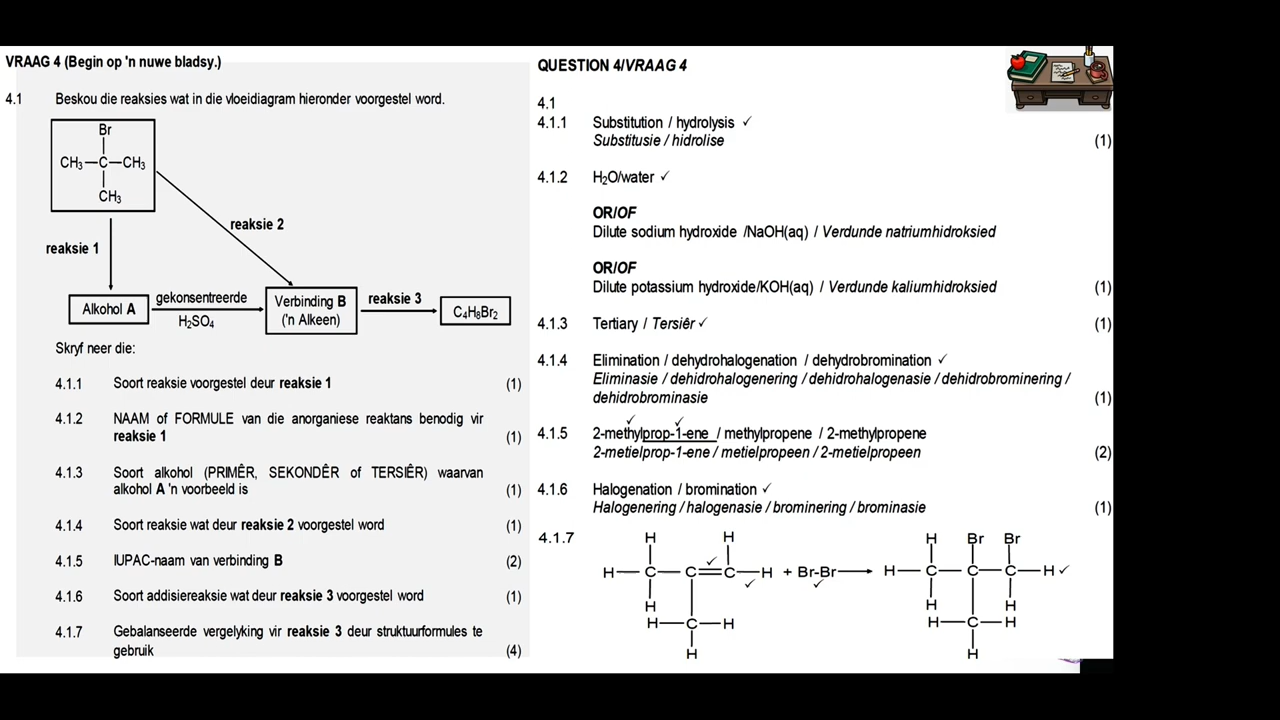 VRAAG 4 (Begin op 'n nuwe bladsy.)
4.1 Beskou die reaksies wat in die vloeidiagram hieronder voorgestel word.
Br
CH₃—C—CH₃
CH₃
reaksie 2
reaksie 1
Alkohol A
gekonsentreerde
H₂SO₄
Verbinding B
('n Alkeen)
reaksie 3
C₄H₈Br₂
Skryf neer die:
4.1.1 Soort reaksie voorgestel deur reaksie 1 (1)
4.1.2 NAAM of FORMULE van die anorganiese reaktans benodig vir
reaksie 1 (1)
4.1.3 Soort alkohol (PRIMÊR, SEKONDÊR of TERSIÊR) waarvan
alkohol A 'n voorbeeld is (1)
4.1.4 Soort reaksie wat deur reaksie 2 voorgestel word (1)
4.1.5 IUPAC-naam van verbinding B (2)
4.1.6 Soort addisiereaksie wat deur reaksie 3 voorgestel word (1)
4.1.7 Gebalanseerde vergelyking vir reaksie 3 deur struktuurformules te
gebruik (4)
QUESTION 4/VRAAG 4
4.1
4.1.1 Substitution / hydrolysis ✓
Substitusie / hidrolise (1)
4.1.2 H₂O/water ✓
OR/OF
Dilute sodium hydroxide /NaOH(aq) / Verdunde natriumhidroksied
OR/OF
Dilute potassium hydroxide/KOH(aq) / Verdunde kaliumhidroksied (1)
4.1.3 Tertiary / Tersiêr ✓ (1)
4.1.4 Elimination / dehydrohalogenation / dehydrobromination ✓
Eliminasie / dehidrohalogenering / dehidrohalogenasie / dehidrobrominering /
dehidrobrominasie (1)
✓ ✓
4.1.5 2-methylprop-1-ene / methylpropene / 2-methylpropene
2-metielprop-1-ene / metielpropeen / 2-metielpropeen (2)
4.1.6 Halogenation / bromination ✓
Halogenering / halogenasie / brominering / brominasie (1)
4.1.7 H H H Br Br
✓
H—C—C=C—H + Br-Br → H—C—C—C—H ✓
✓ ✓
H H H
H—C—H H—C—H
H H